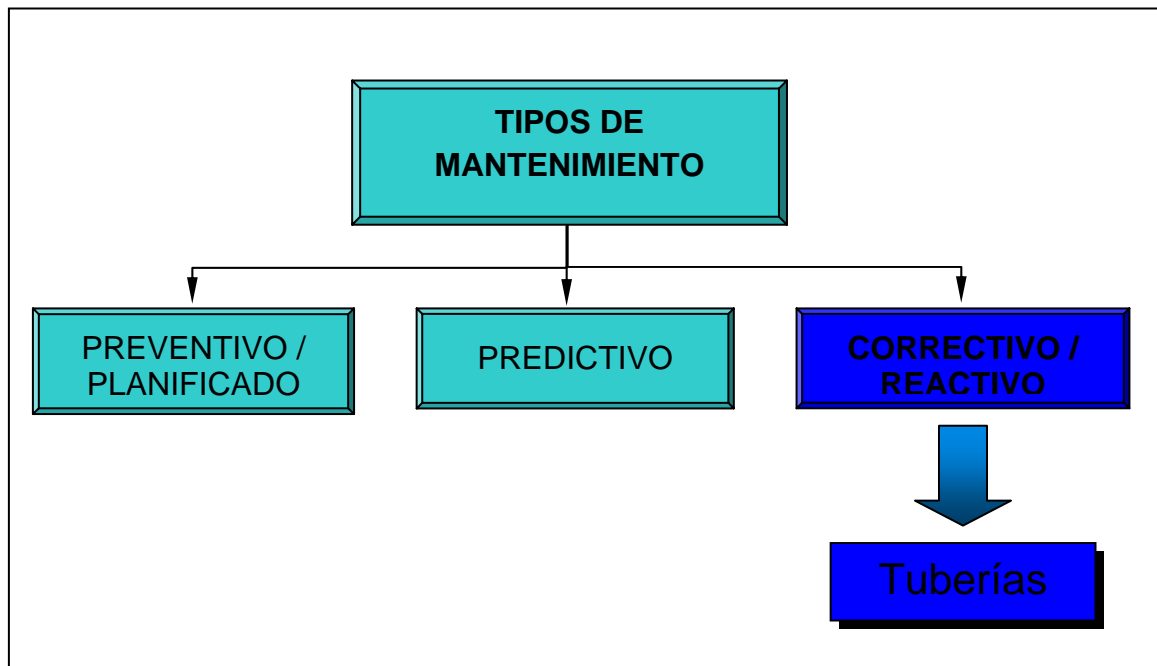 TIPOS DE
MANTENIMIENTO
PREVENTIVO /
PLANIFICADO
PREDICTIVO
CORRECTIVO /
REACTIVO
Tuberías